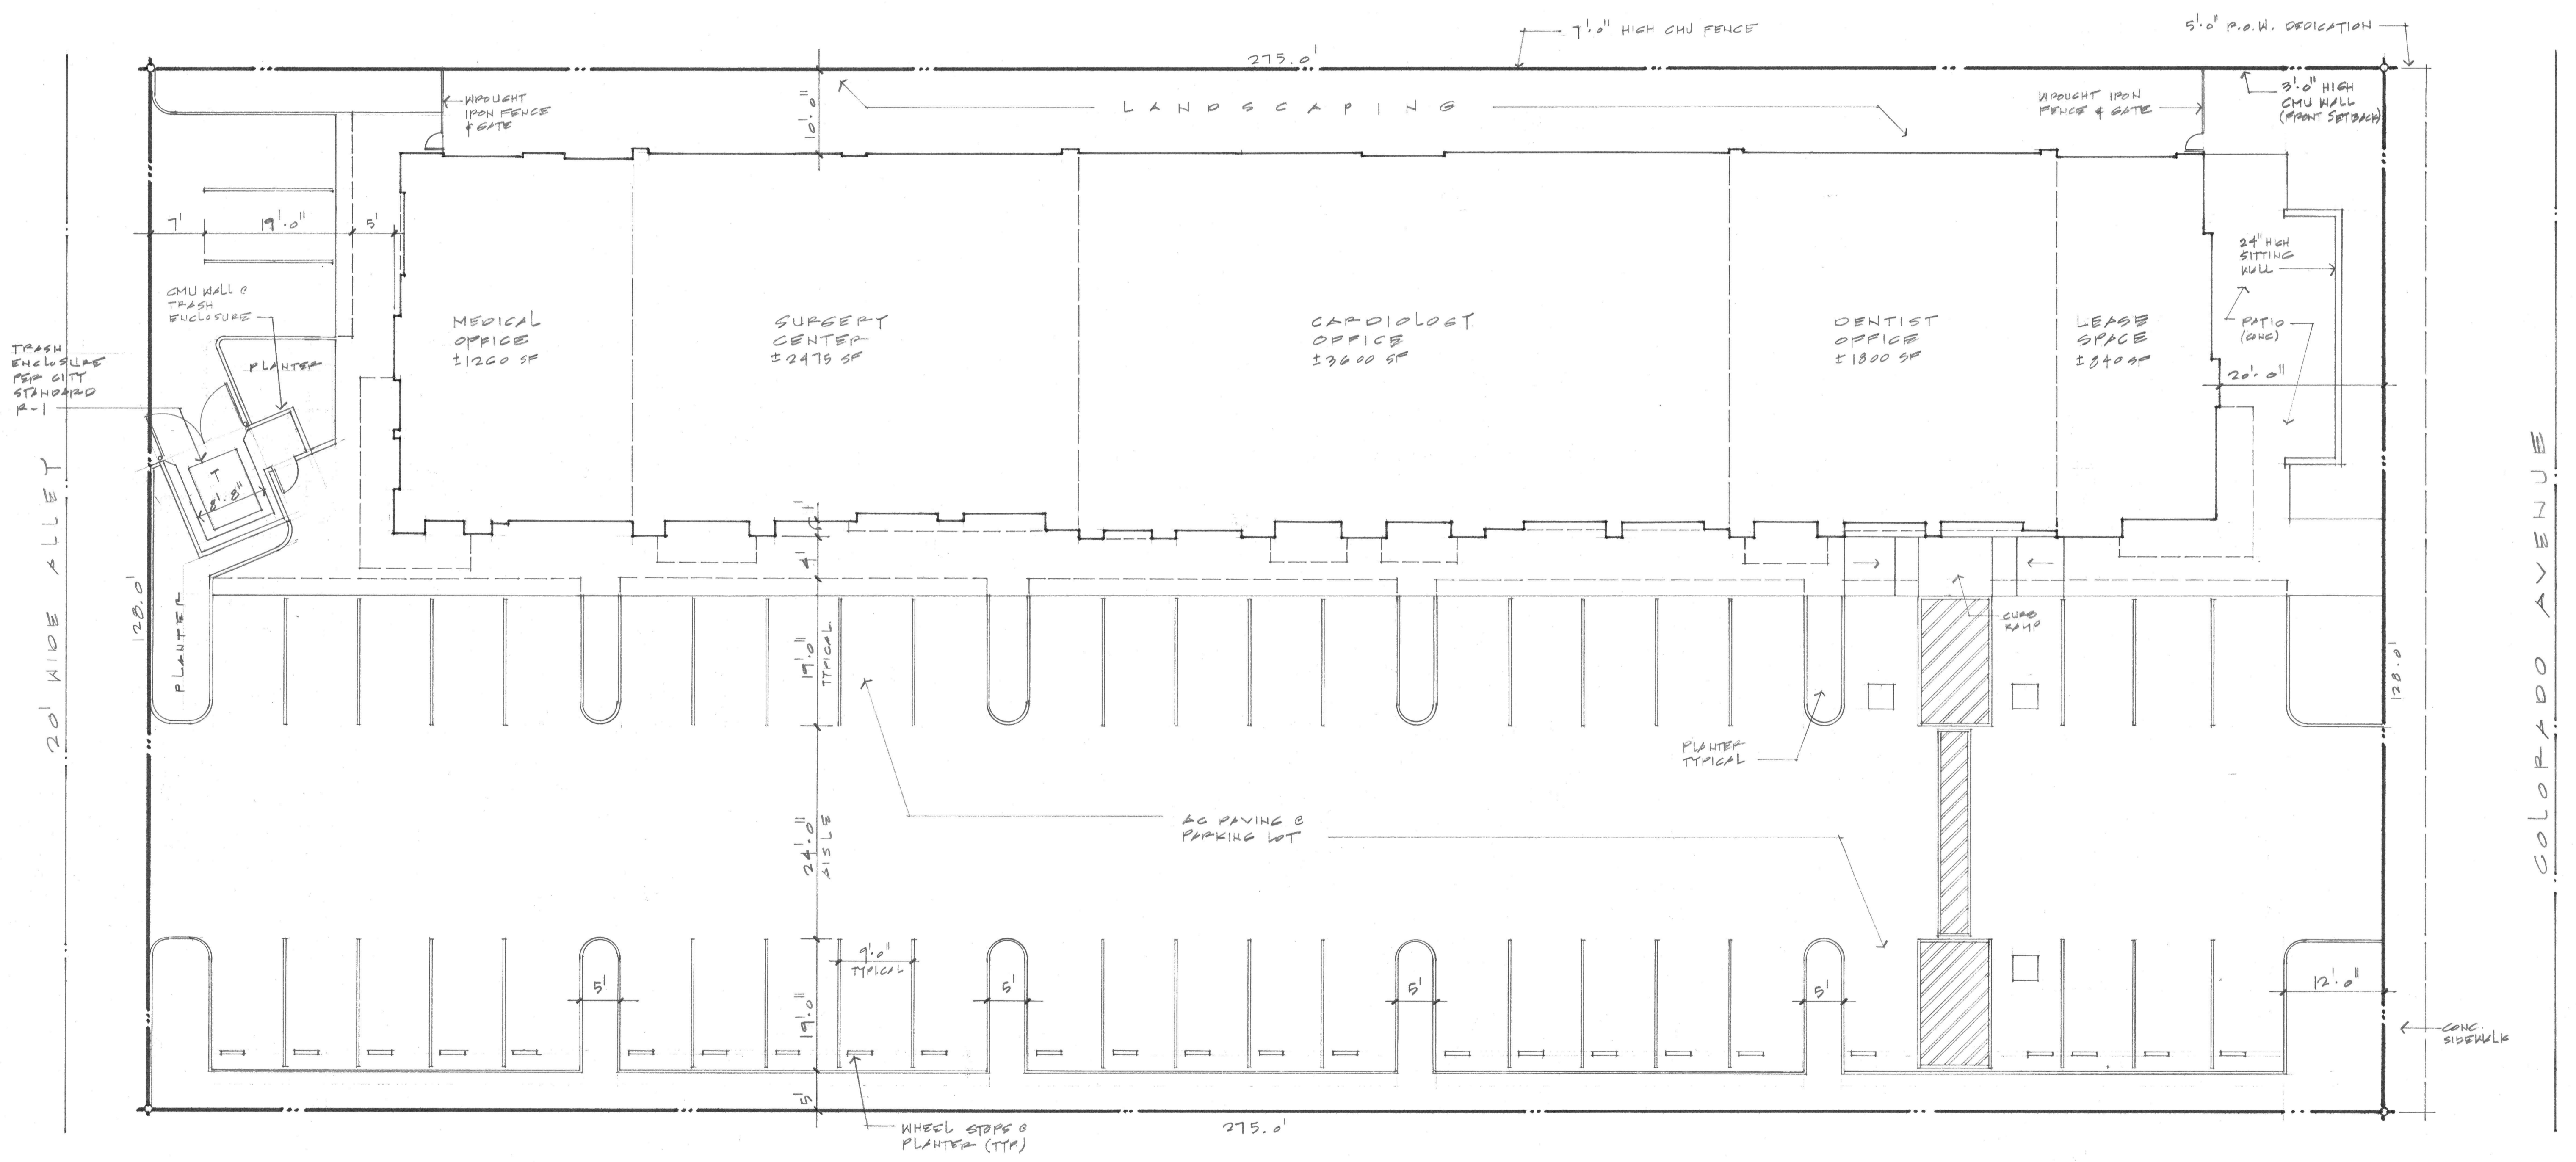 7'·0" HIGH CMU FENCE
5'·0" R.O.W. DEDICATION
275.0'
WROUGHT
IRON FENCE
& GATE
10'·0"
LANDSCAPING
WROUGHT IRON
FENCE & GATE
3'·0" HIGH
CMU WALL
(FRONT SETBACK)
7'
19'·0"
5'
24" HIGH
SITTING
WALL
CMU WALL @
TRASH
ENCLOSURE
MEDICAL
OFFICE
±1260 SF
SURGERY
CENTER
±2475 SF
CARDIOLOGY
OFFICE
±3600 SF
DENTIST
OFFICE
±1800 SF
LEASE
SPACE
±840 SF
PATIO
(CONC)
20'·0"
TRASH
ENCLOSURE
PER CITY
STANDARD
R-1
PLANTER
T
8'·8"
1'
4'
20' WIDE ALLEY
128.0'
PLANTER
19'·0"
TYPICAL
CURB
RAMP
128.0'
COLORADO AVENUE
PLANTER
TYPICAL
24'·0"
AISLE
AC PAVING @
PARKING LOT
9'·0"
TYPICAL
5'
5'
5'
5'
12'·0"
19'·0"
CONC.
SIDEWALK
5'
WHEEL STOPS @
PLANTER (TYP)
275.0'